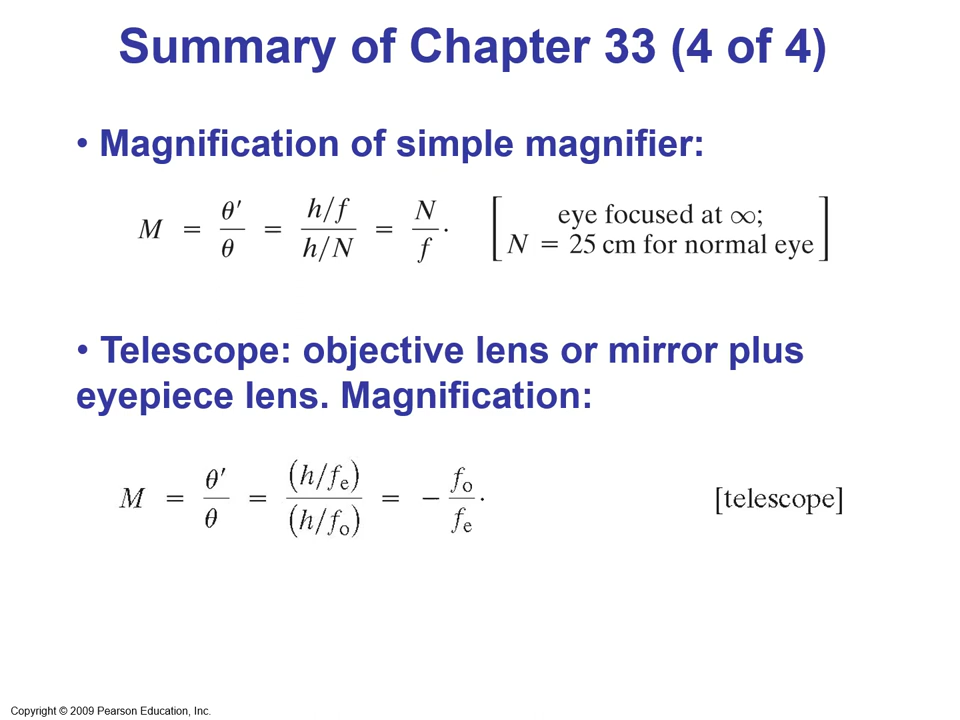 Summary of Chapter 33 (4 of 4)
• Magnification of simple magnifier:
M = θ′/θ = h/f / h/N = N/f . [eye focused at ∞;
N = 25 cm for normal eye]
• Telescope: objective lens or mirror plus
eyepiece lens. Magnification:
M = θ′/θ = (h/fₑ)/(h/fₒ) = − fₒ/fₑ . [telescope]
Copyright © 2009 Pearson Education, Inc.